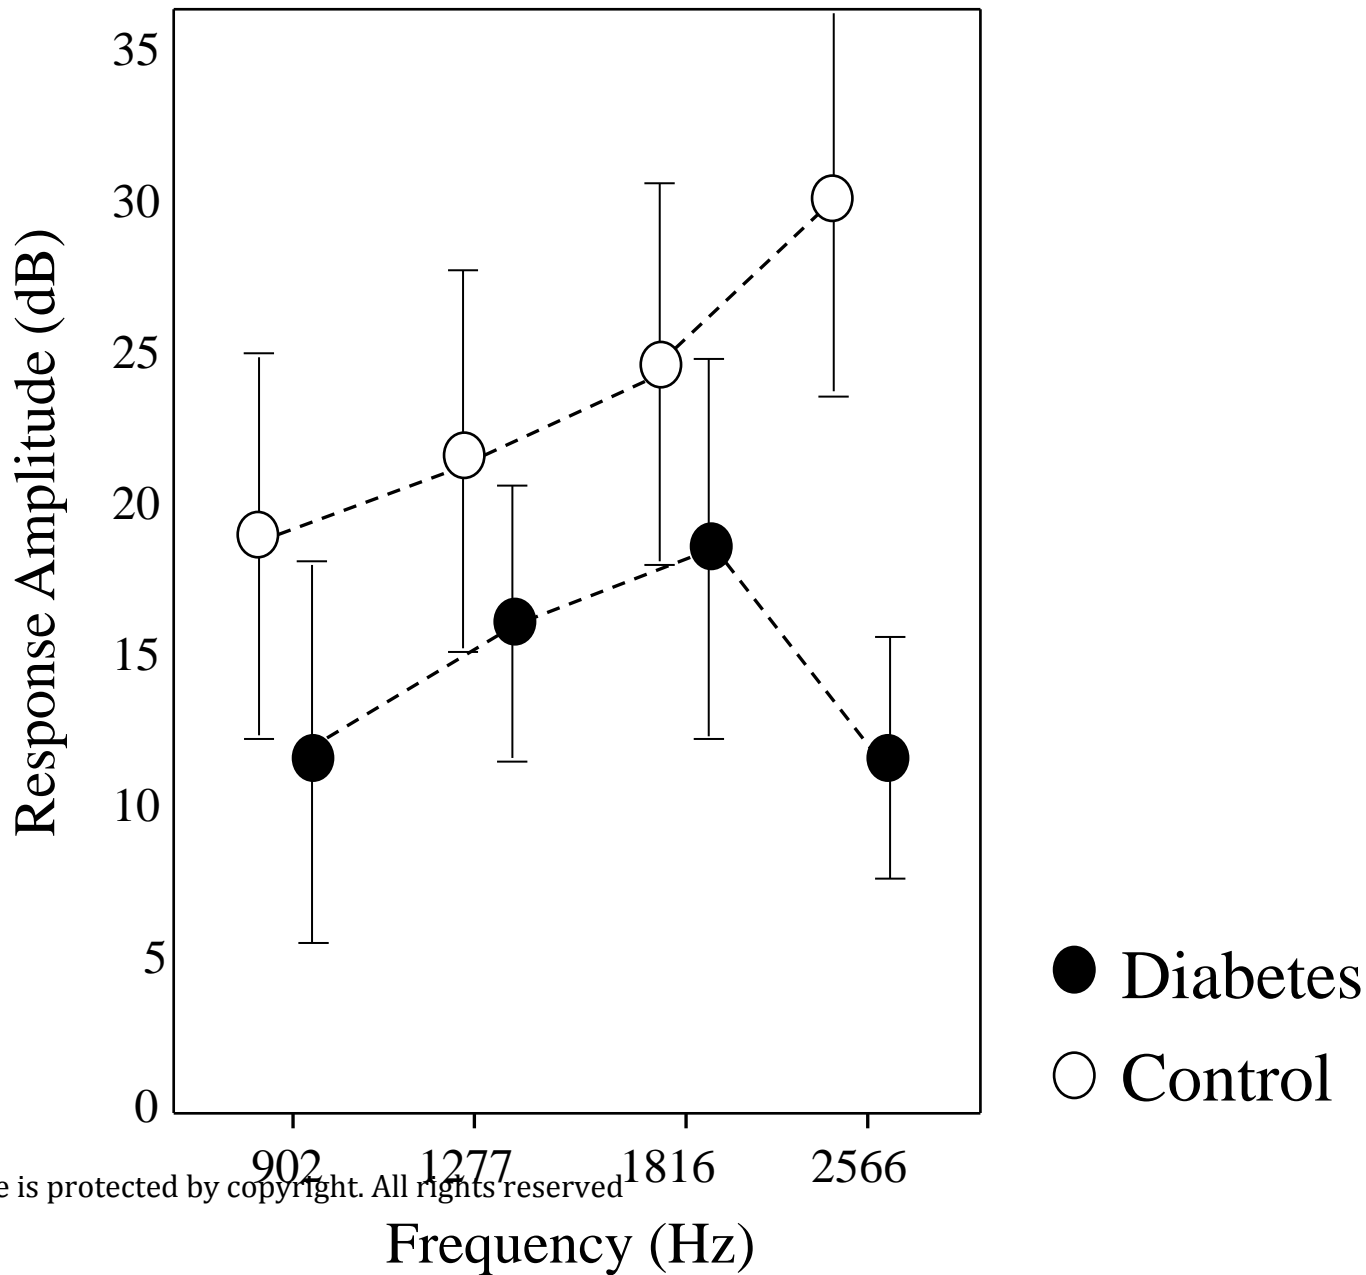 35
30
25
20
15
10
5
0
Response Amplitude (dB)
902 1277 1816 2566
e is protected by copyright. All rights reserved
Frequency (Hz)
Diabetes
Control